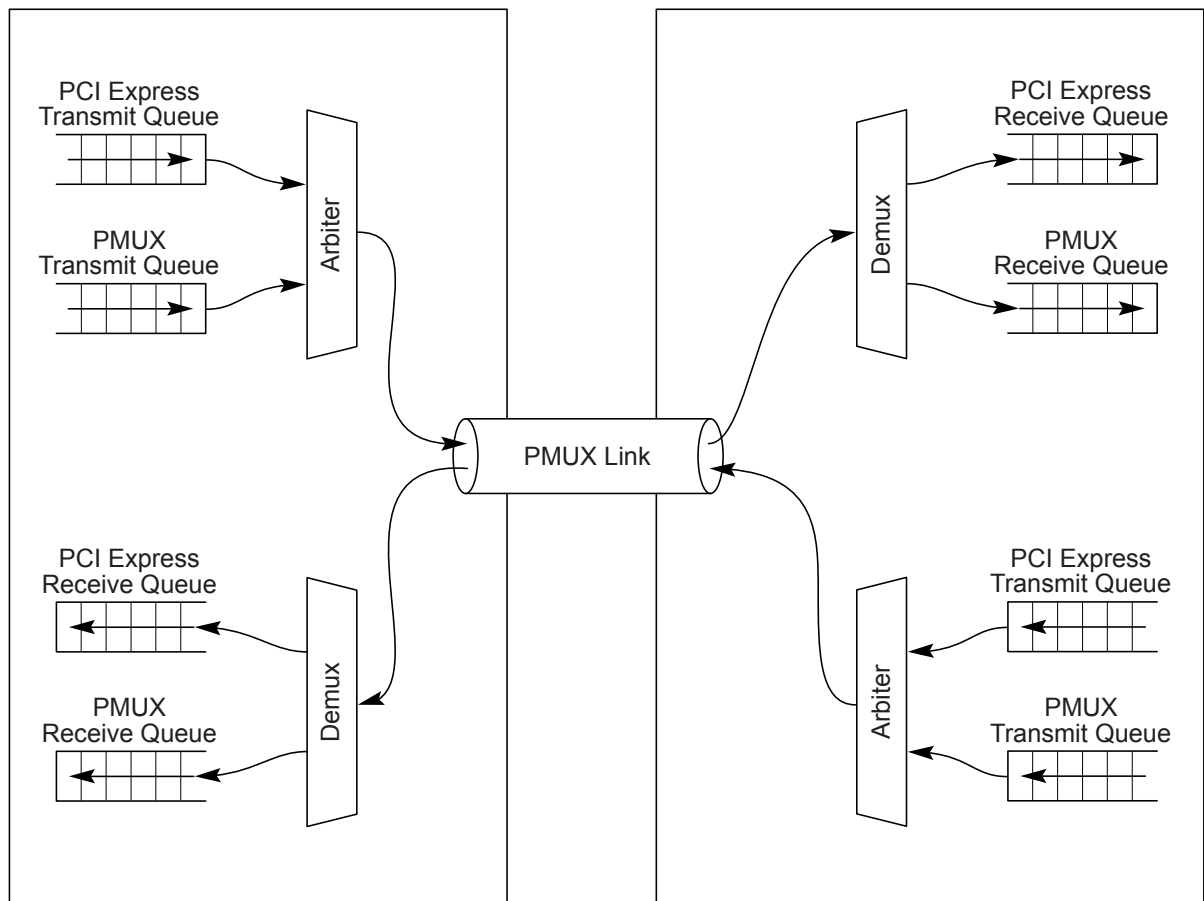 PCI Express
Transmit Queue
PMUX
Transmit Queue
Arbiter
PCI Express
Receive Queue
PMUX
Receive Queue
Demux
PMUX Link
PCI Express
Receive Queue
PMUX
Receive Queue
Demux
PCI Express
Transmit Queue
PMUX
Transmit Queue
Arbiter